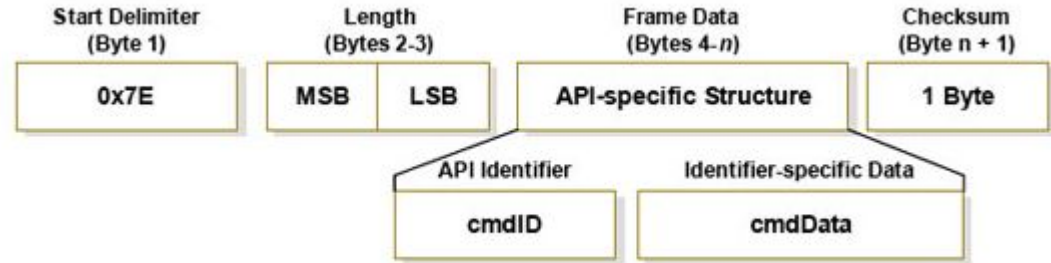 Start Delimiter
(Byte 1)
Length
(Bytes 2-3)
Frame Data
(Bytes 4-n)
Checksum
(Byte n + 1)
0x7E
MSB
LSB
API-specific Structure
1 Byte
API Identifier
Identifier-specific Data
cmdID
cmdData